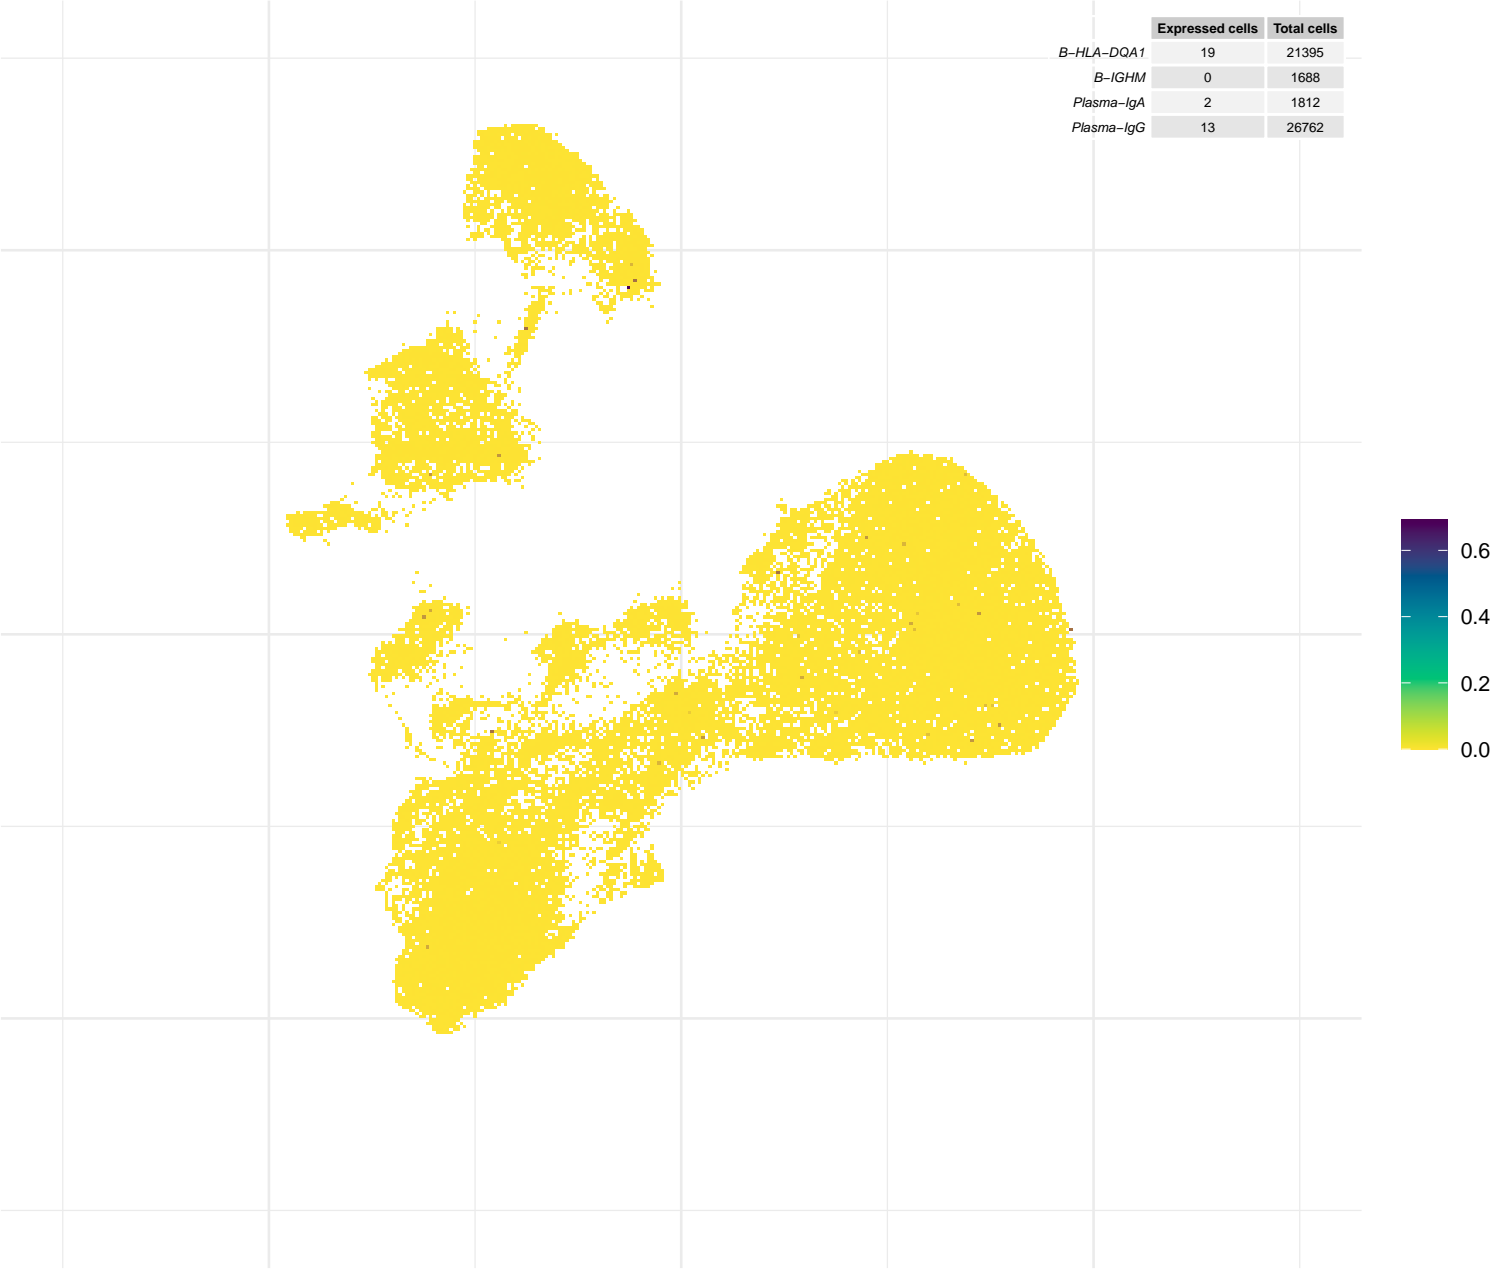 Expressed cells Total cells
B−HLA−DQA1 19 21395
B−IGHM 0 1688
Plasma−IgA 2 1812
Plasma−IgG 13 26762
0.6
0.4
0.2
0.0